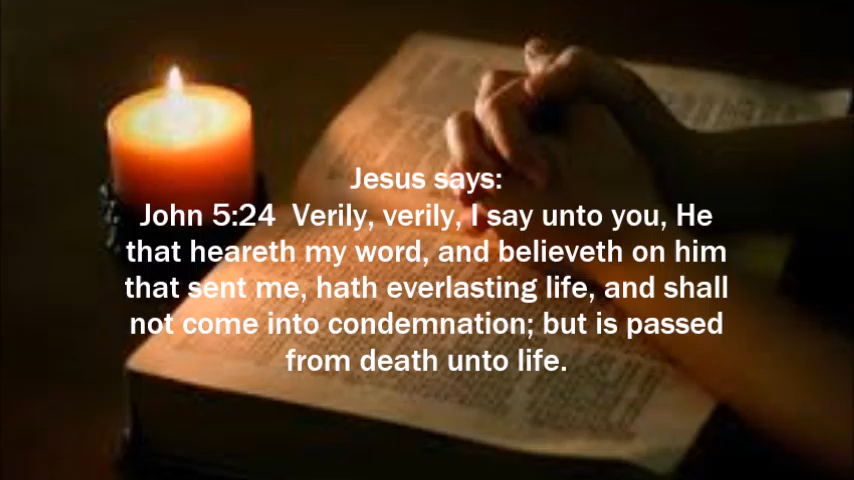 Jesus says:
John 5:24  Verily, verily, I say unto you, He
that heareth my word, and believeth on him
that sent me, hath everlasting life, and shall
not come into condemnation; but is passed
from death unto life.